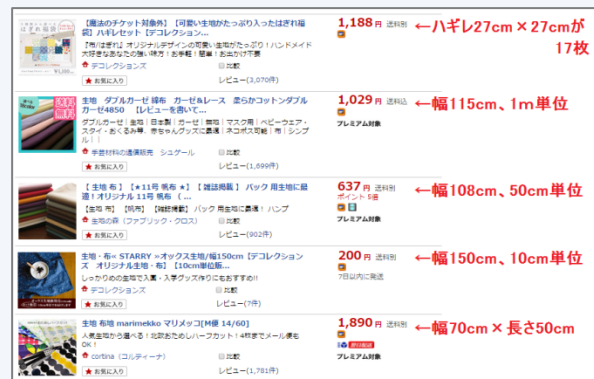 【魔法のチケット対象外】【可愛い生地がたっぷり入ったはぎれ福
袋】ハギレセット【デコレクション...
『布/はぎれ』オリジナルデザインの可愛い生地がたっぷり！ハンドメイド
大好きなあなたの強い味方！お手軽！簡単！お出かけ不要
デコレクションズ
比較
★ お気に入り
レビュー(3,070件)
1,188 円 送料別
←ハギレ27cm×27cmが
17枚
送料
無料
生地 ダブルガーゼ 綿布 ガーゼ&レース 柔らかコットンダブル
ガーゼ4850 【レビューを書いて...
ダブルガーゼ｜生地｜日本製｜ガーゼ｜無地｜マスク用｜ベビーウェア・
スタイ・おくるみ等、赤ちゃんグッズに最適｜ネコポス可能｜布｜シンプ
ル｜｜
手芸材料の通信販売 シュゲール
比較
★ お気に入り
レビュー(1,699件)
1,029 円 送料込
プレミアム対象
←幅115cm、1m単位
【 生地 布 】【★11号 帆布 ★】【 雑誌掲載 】 バック 用生地に最
適！オリジナル 11号 帆布 （ ...
【生地 布】 【帆布】 【雑誌掲載】 バック 用生地に最適！ ハンプ
生地の森（ファブリック・クロス）
比較
★ お気に入り
レビュー(902件)
637 円 送料別
ポイント 5倍
プレミアム対象
←幅108cm、50cm単位
生地・布« STARRY »オックス生地/幅150cm【デコレクション
ズ オリジナル生地・布】【10cm単位販...
しっかりめの生地で入園・入学グッズ作りにもおすすめ!!
デコレクションズ
比較
★ お気に入り
レビュー(7件)
200 円 送料別
7日以内に発送
←幅150cm、10cm単位
生地 布地 marimekko マリメッコ[M便 14/60]
人気生地から選べる！北欧おためしハーフカット！4枚までメール便も
OK！
cortina（コルティーナ）
比較
★ お気に入り
レビュー(1,781件)
1,890 円 送料別
プレミアム対象
←幅70cm×長さ50cm